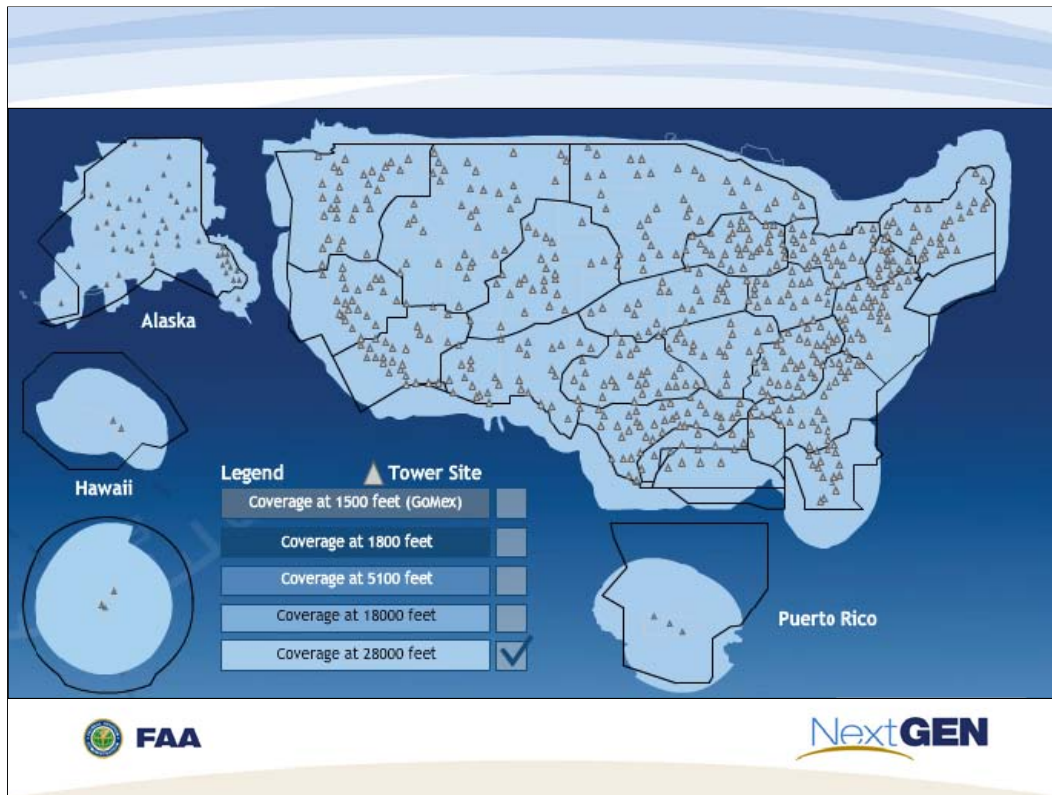 Alaska
Hawaii
Legend
Tower Site
Coverage at 1500 feet (GoMex)
Coverage at 1800 feet
Coverage at 5100 feet
Coverage at 18000 feet
Coverage at 28000 feet
Puerto Rico
FAA
NextGEN